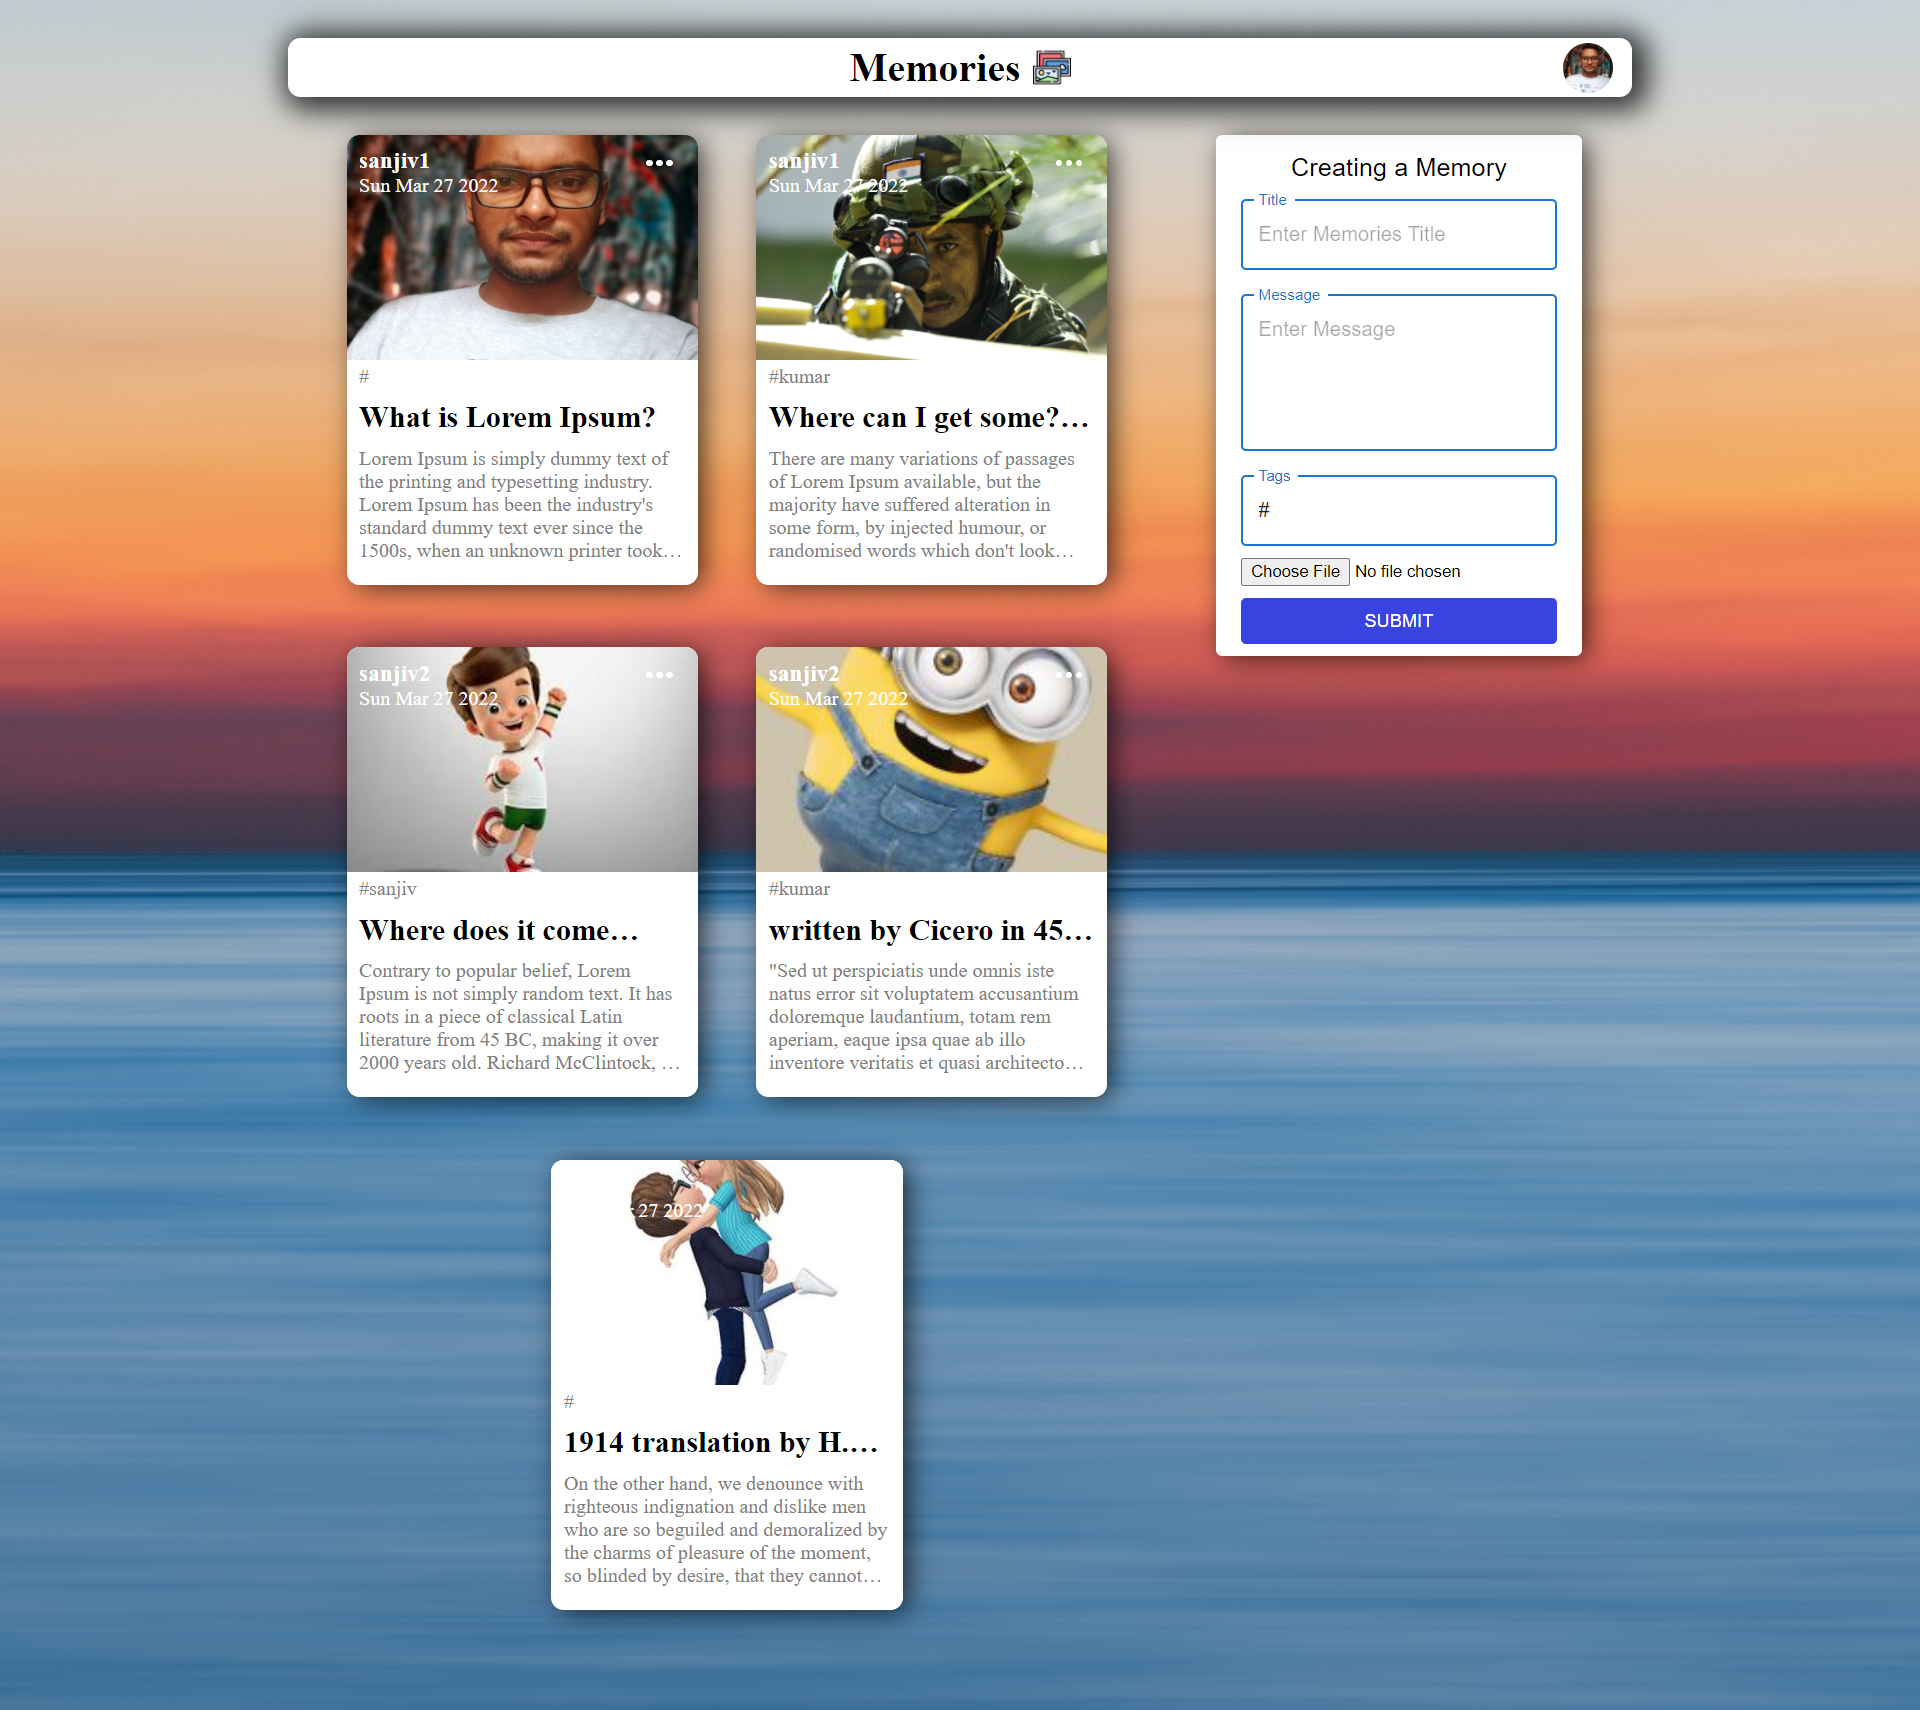 Memories
sanjiv1
Sun Mar 27 2022
#
What is Lorem Ipsum?
Lorem Ipsum is simply dummy text of
the printing and typesetting industry.
Lorem Ipsum has been the industry's
standard dummy text ever since the
1500s, when an unknown printer took…
sanjiv1
Sun Mar 27 2022
#kumar
Where can I get some?…
There are many variations of passages
of Lorem Ipsum available, but the
majority have suffered alteration in
some form, by injected humour, or
randomised words which don't look…
sanjiv2
Sun Mar 27 2022
#sanjiv
Where does it come…
Contrary to popular belief, Lorem
Ipsum is not simply random text. It has
roots in a piece of classical Latin
literature from 45 BC, making it over
2000 years old. Richard McClintock, …
sanjiv2
Sun Mar 27 2022
#kumar
written by Cicero in 45…
"Sed ut perspiciatis unde omnis iste
natus error sit voluptatem accusantium
doloremque laudantium, totam rem
aperiam, eaque ipsa quae ab illo
inventore veritatis et quasi architecto…
27 2022
#
1914 translation by H.…
On the other hand, we denounce with
righteous indignation and dislike men
who are so beguiled and demoralized by
the charms of pleasure of the moment,
so blinded by desire, that they cannot…
Creating a Memory
Title
Enter Memories Title
Message
Enter Message
Tags
#
Choose File No file chosen
SUBMIT